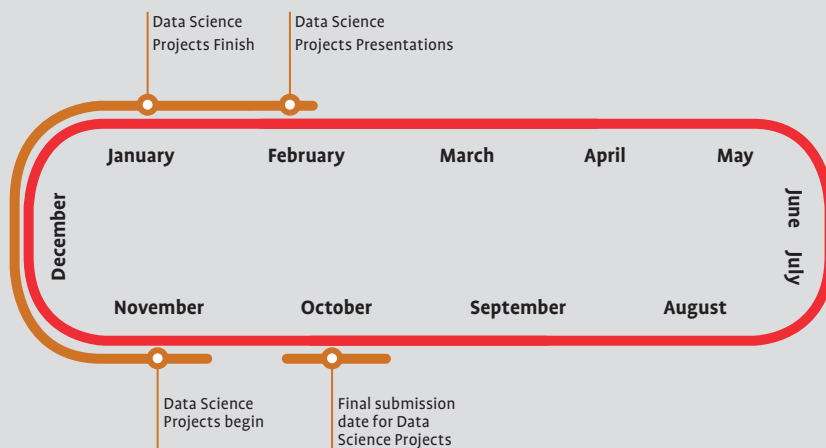 Data Science
Projects Finish
Data Science
Projects Presentations
January
February
March
April
May
June
July
December
November
October
September
August
Data Science
Projects begin
Final submission
date for Data
Science Projects